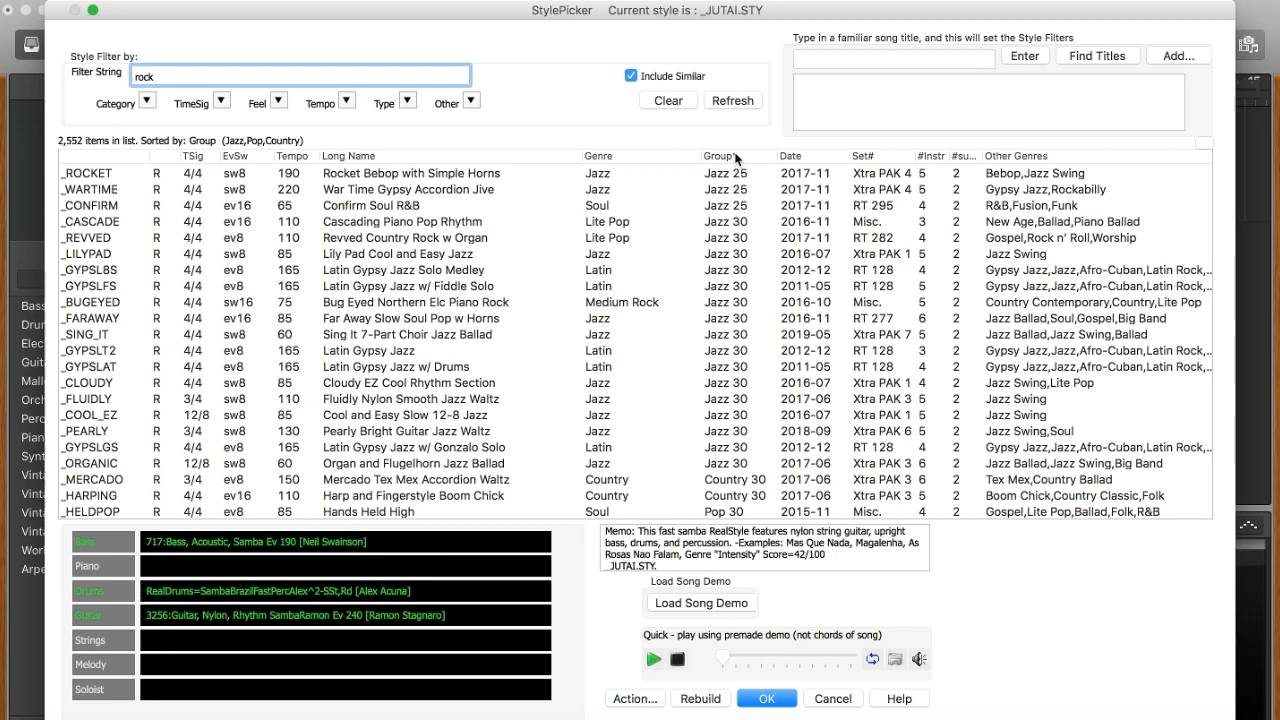 StylePicker Current style is : _JUTAI.STY
Type in a familiar song title, and this will set the Style Filters
Style Filter by:
Filter String rock
Include Similar
Enter Find Titles Add...
Category TimeSig Feel Tempo Type Other
Clear Refresh
2,552 items in list. Sorted by: Group (Jazz,Pop,Country)
TSig EvSw Tempo Long Name Genre Group Date Set# #Instr #su... Other Genres
_ROCKET R 4/4 sw8 190 Rocket Bebop with Simple Horns Jazz Jazz 25 2017-11 Xtra PAK 4 5 2 Bebop,Jazz Swing
_WARTIME R 4/4 sw8 220 War Time Gypsy Accordion Jive Jazz Jazz 25 2017-11 Xtra PAK 4 5 2 Gypsy Jazz,Rockabilly
_CONFIRM R 4/4 ev16 65 Confirm Soul R&B Soul Jazz 25 2017-11 RT 295 4 2 R&B,Fusion,Funk
_CASCADE R 4/4 ev16 110 Cascading Piano Pop Rhythm Lite Pop Jazz 30 2016-11 Misc. 3 2 New Age,Ballad,Piano Ballad
_REVVED R 4/4 ev8 110 Revved Country Rock w Organ Lite Pop Jazz 30 2017-11 RT 282 4 2 Gospel,Rock n' Roll,Worship
_LILYPAD R 4/4 sw8 85 Lily Pad Cool and Easy Jazz Jazz Jazz 30 2016-07 Xtra PAK 1 5 2 Jazz Swing
_GYPSL8S R 4/4 ev8 165 Latin Gypsy Jazz Solo Medley Latin Jazz 30 2012-12 RT 128 4 2 Gypsy Jazz,Jazz,Afro-Cuban,Latin Rock,..
_GYPSLFS R 4/4 ev8 165 Latin Gypsy Jazz w/ Fiddle Solo Latin Jazz 30 2011-05 RT 128 5 2 Gypsy Jazz,Jazz,Afro-Cuban,Latin Rock,..
_BUGEYED R 4/4 sw16 75 Bug Eyed Northern Elc Piano Rock Medium Rock Jazz 30 2016-10 Misc. 3 2 Country Contemporary,Country,Lite Pop
_FARAWAY R 4/4 ev16 85 Far Away Slow Soul Pop w Horns Jazz Jazz 30 2016-11 RT 277 6 2 Jazz Ballad,Soul,Gospel,Big Band
_SING_IT R 4/4 sw8 60 Sing It 7-Part Choir Jazz Ballad Jazz Jazz 30 2019-05 Xtra PAK 7 5 2 Jazz Ballad,Jazz Swing,Ballad
_GYPSLT2 R 4/4 ev8 165 Latin Gypsy Jazz Latin Jazz 30 2012-12 RT 128 3 2 Gypsy Jazz,Jazz,Afro-Cuban,Latin Rock,..
_GYPSLAT R 4/4 ev8 165 Latin Gypsy Jazz w/ Drums Latin Jazz 30 2011-05 RT 128 4 2 Gypsy Jazz,Jazz,Afro-Cuban,Latin Rock,..
_CLOUDY R 4/4 sw8 85 Cloudy EZ Cool Rhythm Section Jazz Jazz 30 2016-07 Xtra PAK 1 4 2 Jazz Swing,Lite Pop
_FLUIDLY R 3/4 sw8 110 Fluidly Nylon Smooth Jazz Waltz Jazz Jazz 30 2017-06 Xtra PAK 3 5 2 Jazz Swing
_COOL_EZ R 12/8 sw8 85 Cool and Easy Slow 12-8 Jazz Jazz Jazz 30 2016-07 Xtra PAK 1 5 2 Jazz Swing
_PEARLY R 3/4 sw8 130 Pearly Bright Guitar Jazz Waltz Jazz Jazz 30 2018-09 Xtra PAK 6 5 2 Jazz Swing,Soul
_GYPSLGS R 4/4 ev8 165 Latin Gypsy Jazz w/ Gonzalo Solo Latin Jazz 30 2012-12 RT 128 4 2 Gypsy Jazz,Jazz,Afro-Cuban,Latin Rock,..
_ORGANIC R 12/8 sw8 60 Organ and Flugelhorn Jazz Ballad Jazz Jazz 30 2017-06 Xtra PAK 3 6 2 Jazz Ballad,Jazz Swing,Big Band
_MERCADO R 3/4 ev8 150 Mercado Tex Mex Accordion Waltz Country Country 30 2017-06 Xtra PAK 3 6 2 Tex Mex,Country Ballad
_HARPING R 4/4 ev16 110 Harp and Fingerstyle Boom Chick Country Country 30 2017-06 Xtra PAK 3 5 2 Boom Chick,Country Classic,Folk
_HELDPOP R 4/4 ev8 85 Hands Held High Soul Pop 30 2015-11 Misc. 4 2 Gospel,Lite Pop,Ballad,Folk,R&B
Bass 717:Bass, Acoustic, Samba Ev 190 [Neil Swainson]
Piano
Drums RealDrums=SambaBrazilFastPercAlex^2-SSt,Rd [Alex Acuna]
Guitar 3256:Guitar, Nylon, Rhythm SambaRamon Ev 240 [Ramon Stagnaro]
Strings
Melody
Soloist
Memo: This fast samba RealStyle features nylon string guitar, upright
bass, drums, and percussion. -Examples: Mas Que Nada, Magalenha, As
Rosas Nao Falam, Genre "Intensity" Score=42/100
_JUTAI.STY.
Load Song Demo
Load Song Demo
Quick - play using premade demo (not chords of song)
Action... Rebuild OK Cancel Help
Bass
Drum
Elec
Guita
Malle
Orch
Perc
Pian
Synt
Vinta
Vinta
Vinta
Vinta
Worl
Arpe